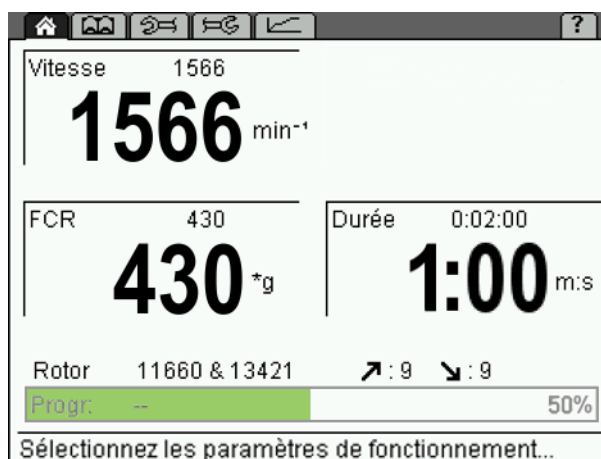 ?
Vitesse 1566
1566 min⁻¹
FCR 430
430 *g
Durée 0:02:00
1:00 m:s
Rotor 11660 & 13421 ↗ : 9 ↘ : 9
Progr: -- 50%
Sélectionnez les paramètres de fonctionnement...